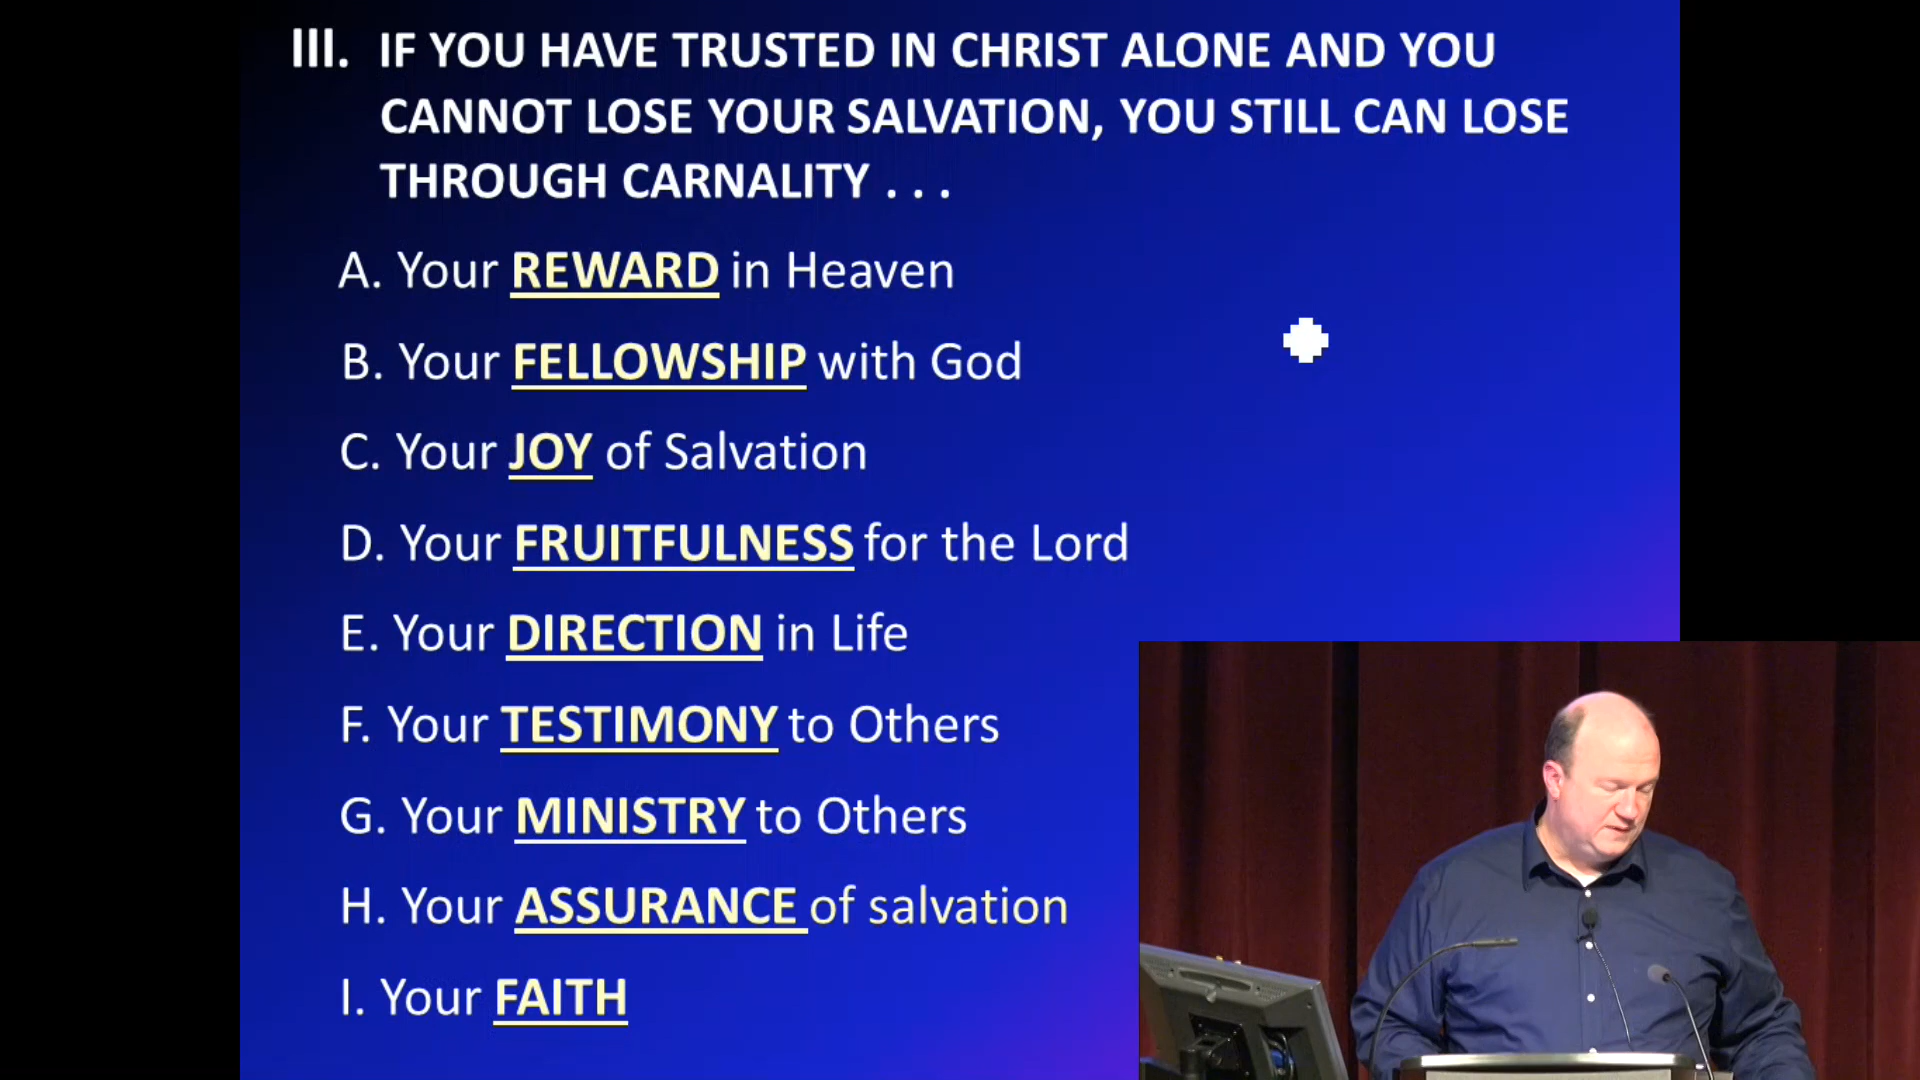 III. IF YOU HAVE TRUSTED IN CHRIST ALONE AND YOU
CANNOT LOSE YOUR SALVATION, YOU STILL CAN LOSE
THROUGH CARNALITY . . .
A. Your REWARD in Heaven
B. Your FELLOWSHIP with God
C. Your JOY of Salvation
D. Your FRUITFULNESS for the Lord
E. Your DIRECTION in Life
F. Your TESTIMONY to Others
G. Your MINISTRY to Others
H. Your ASSURANCE of salvation
I. Your FAITH